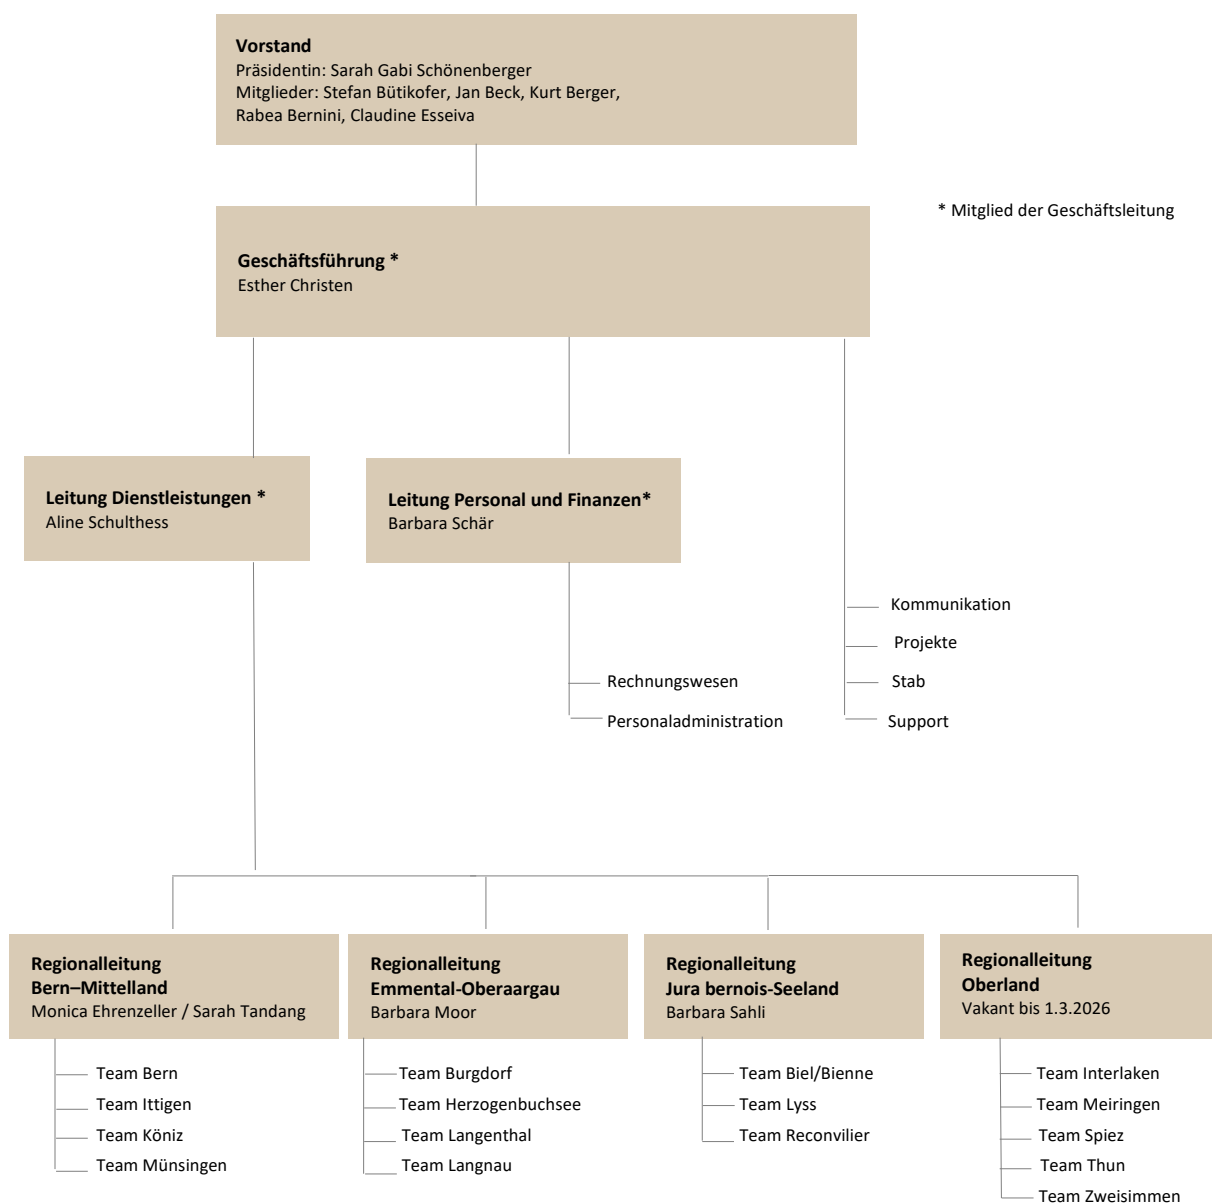 Vorstand
Präsidentin: Sarah Gabi Schönenberger
Mitglieder: Stefan Bütikofer, Jan Beck, Kurt Berger,
Rabea Bernini, Claudine Esseiva
* Mitglied der Geschäftsleitung
Geschäftsführung *
Esther Christen
Leitung Dienstleistungen *
Aline Schulthess
Leitung Personal und Finanzen*
Barbara Schär
Kommunikation
Projekte
Stab
Support
Rechnungswesen
Personaladministration
Regionalleitung
Bern–Mittelland
Monica Ehrenzeller / Sarah Tandang
Team Bern
Team Ittigen
Team Köniz
Team Münsingen
Regionalleitung
Emmental-Oberaargau
Barbara Moor
Team Burgdorf
Team Herzogenbuchsee
Team Langenthal
Team Langnau
Regionalleitung
Jura bernois-Seeland
Barbara Sahli
Team Biel/Bienne
Team Lyss
Team Reconvilier
Regionalleitung
Oberland
Vakant bis 1.3.2026
Team Interlaken
Team Meiringen
Team Spiez
Team Thun
Team Zweisimmen